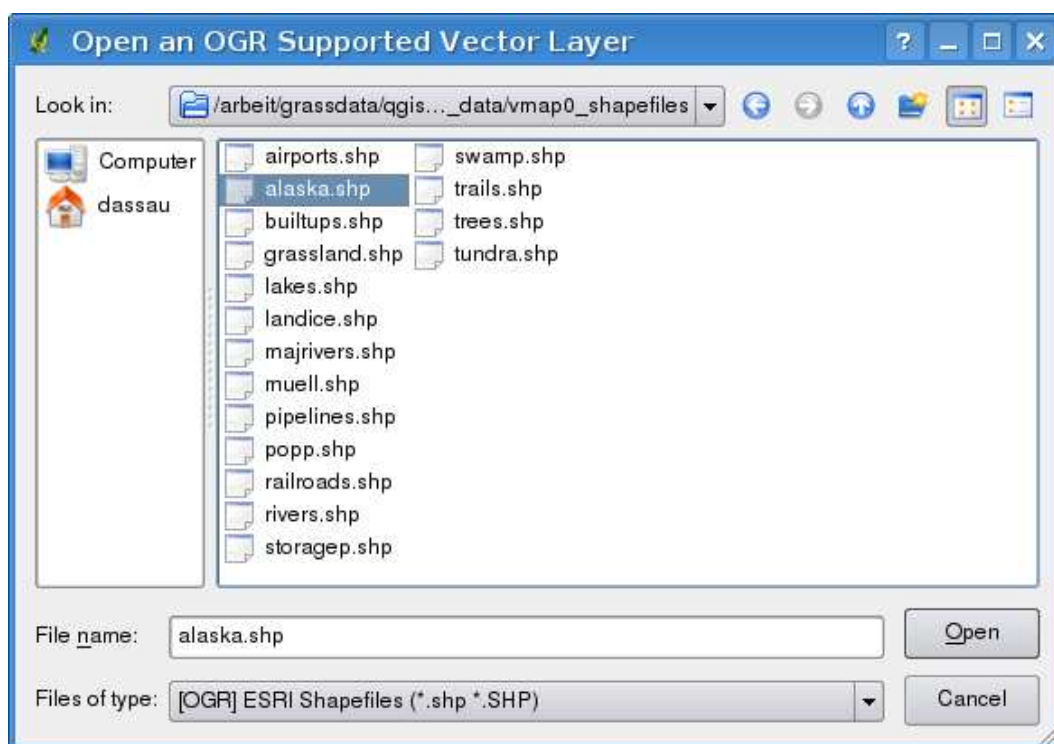 Open an OGR Supported Vector Layer
Look in:
/arbeit/grassdata/qgis..._data/vmap0_shapefiles
Computer
dassau
airports.shp
alaska.shp
builtups.shp
grassland.shp
lakes.shp
landice.shp
majrivers.shp
muell.shp
pipelines.shp
popp.shp
railroads.shp
rivers.shp
storagep.shp
swamp.shp
trails.shp
trees.shp
tundra.shp
File name:
alaska.shp
Open
Files of type:
[OGR] ESRI Shapefiles (*.shp *.SHP)
Cancel